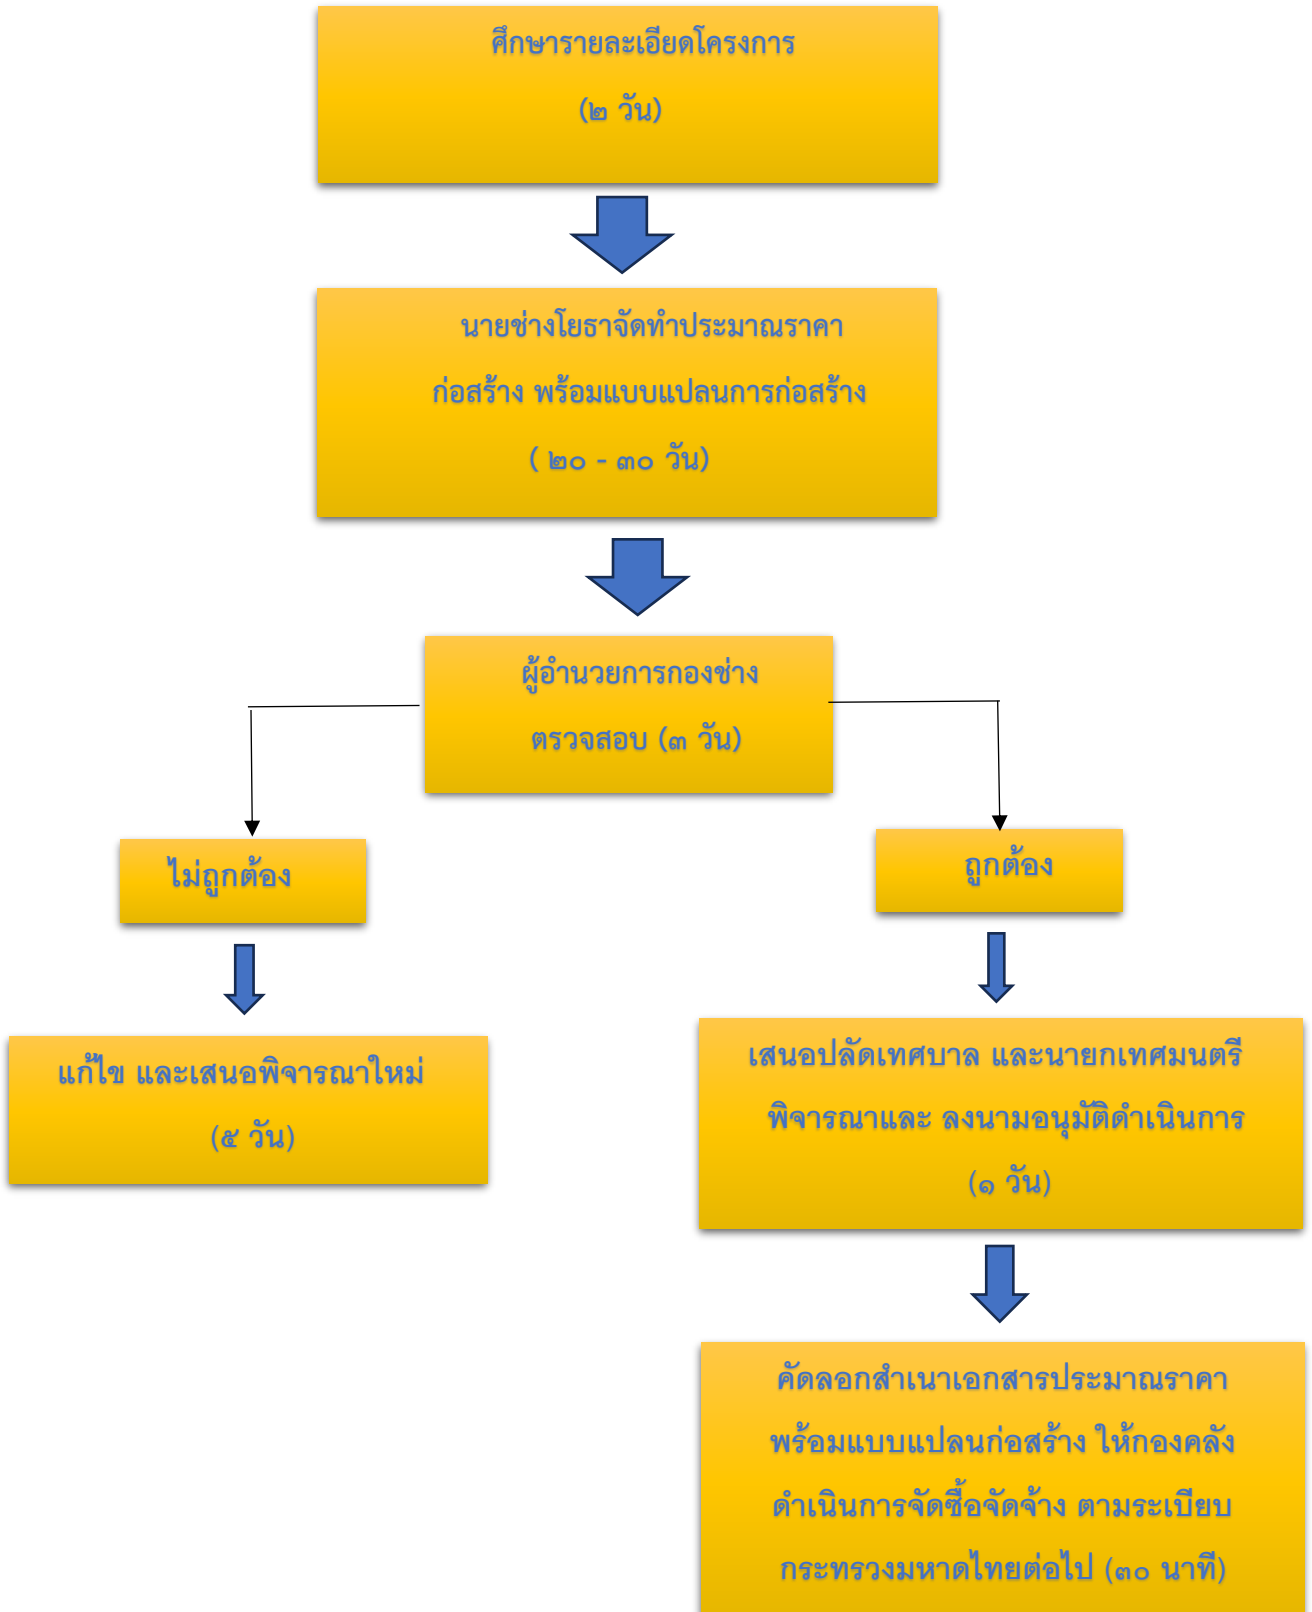 ศึกษารายละเอียดโครงการ
(๒ วัน)
นายช่างโยธาจัดทำประมาณราคา
ก่อสร้าง พร้อมแบบแปลนการก่อสร้าง
( ๒๐ - ๓๐ วัน)
ผู้อำนวยการกองช่าง
ตรวจสอบ (๓ วัน)
ไม่ถูกต้อง
ถูกต้อง
แก้ไข และเสนอพิจารณาใหม่
(๕ วัน)
เสนอปลัดเทศบาล และนายกเทศมนตรี
พิจารณาและ ลงนามอนุมัติดำเนินการ
(๑ วัน)
คัดลอกสำเนาเอกสารประมาณราคา
พร้อมแบบแปลนก่อสร้าง ให้กองคลัง
ดำเนินการจัดซื้อจัดจ้าง ตามระเบียบ
กระทรวงมหาดไทยต่อไป (๓๐ นาที)